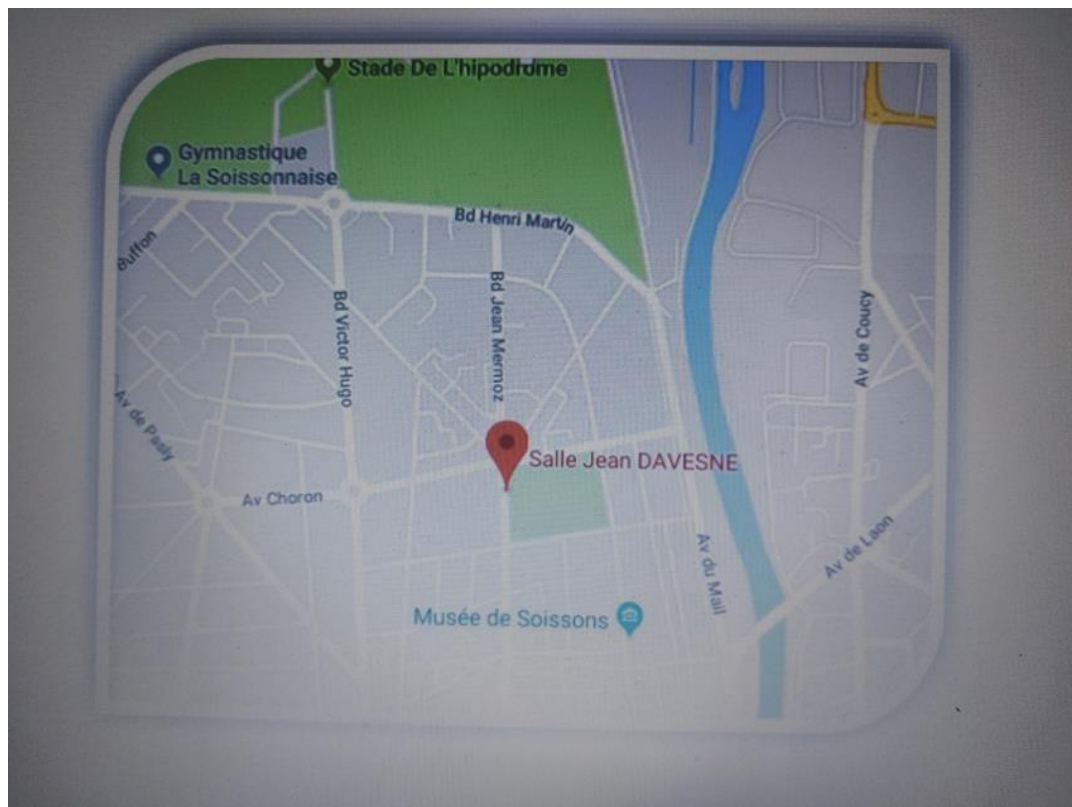 Stade De L'hipodrome
Gymnastique
La Soissonnaise
Bd Henri Martin
Buffon
Bd Jean Mermoz
Bd Victor Hugo
Av de Coucy
Av de Pasly
Salle Jean DAVESNE
Av Choron
Av de Laon
Av du Mail
Musée de Soissons